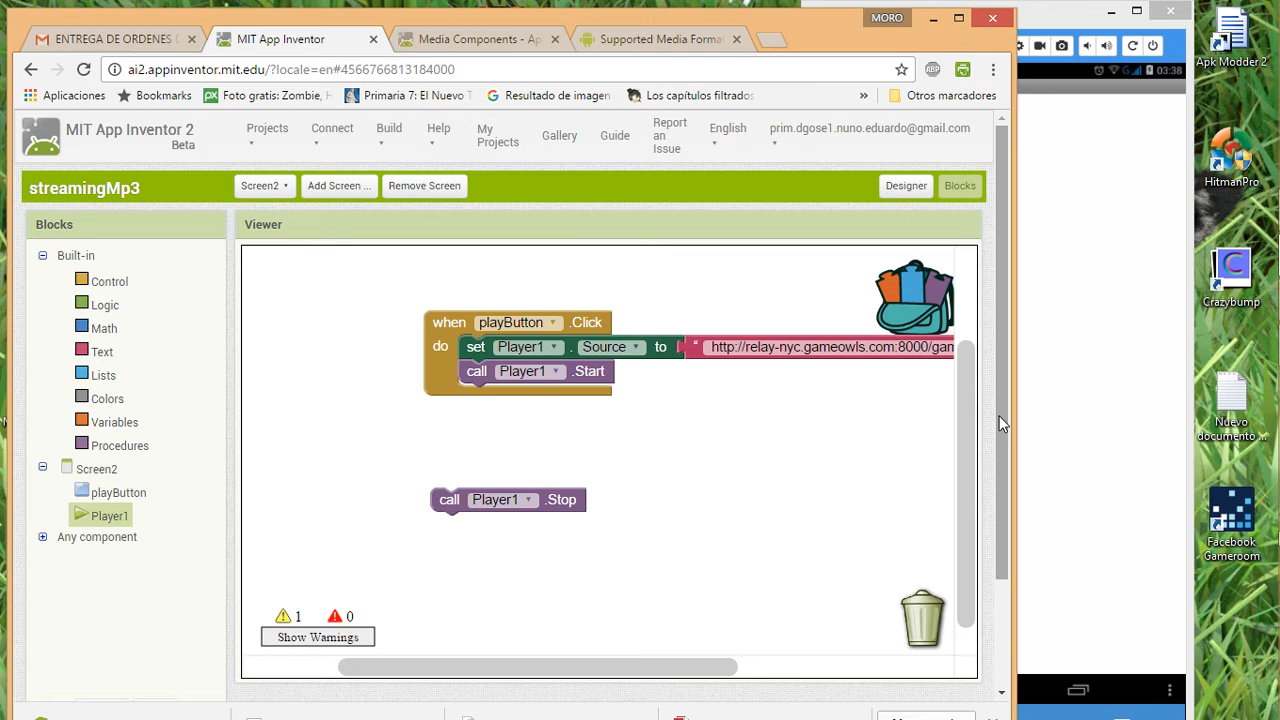 MORO
ENTREGA DE ORDENES
MIT App Inventor
Media Components -
Supported Media Forma
ai2.appinventor.mit.edu/?locale=en#
Aplicaciones
Bookmarks
Foto gratis: Zombie,
Primaria 7: El Nuevo
Resultado de imagen
Los capítulos filtrados
»
Otros marcadores
03:38
MIT App Inventor 2
Beta
Projects
Connect
Build
Help
My
Projects
Gallery
Guide
Report
an
Issue
English
prim.dgose1.nuno.eduardo@gmail.com
streamingMp3
Screen2
Add Screen ...
Remove Screen
Designer
Blocks
Blocks
Viewer
Built-in
Control
Logic
Math
Text
Lists
Colors
Variables
Procedures
Screen2
playButton
Player1
Any component
when playButton .Click
do set Player1 . Source to " http://relay-nyc.gameowls.com:8000/gan
call Player1 .Start
call Player1 .Stop
1 0
Show Warnings
Apk Modder 2
HitmanPro
Crazybump
Nuevo
documento ...
Facebook
Gameroom